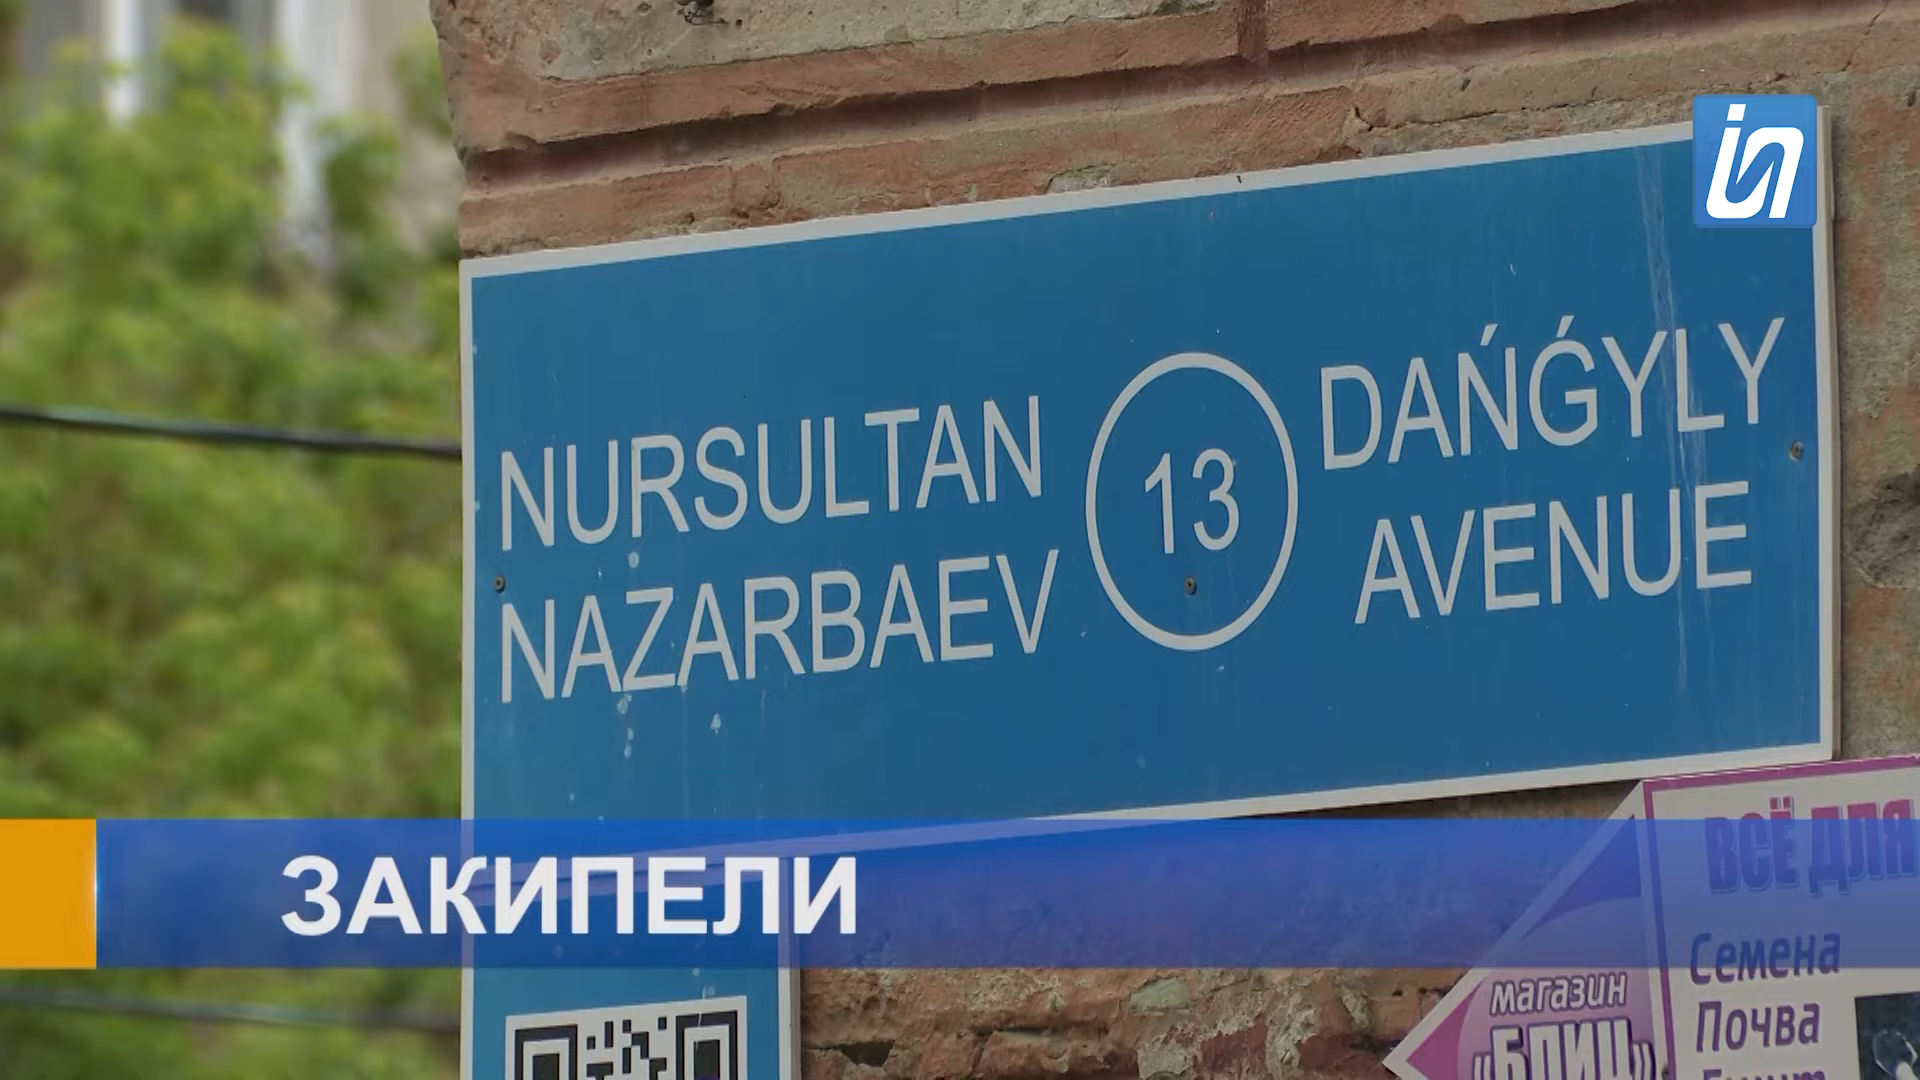 NURSULTAN
NAZARBAEV
13
DAŃǴYLY
AVENUE
ЗАКИПЕЛИ
ВСЁ ДЛЯ
Семена
Почва
магазин
"БЛИЦ"